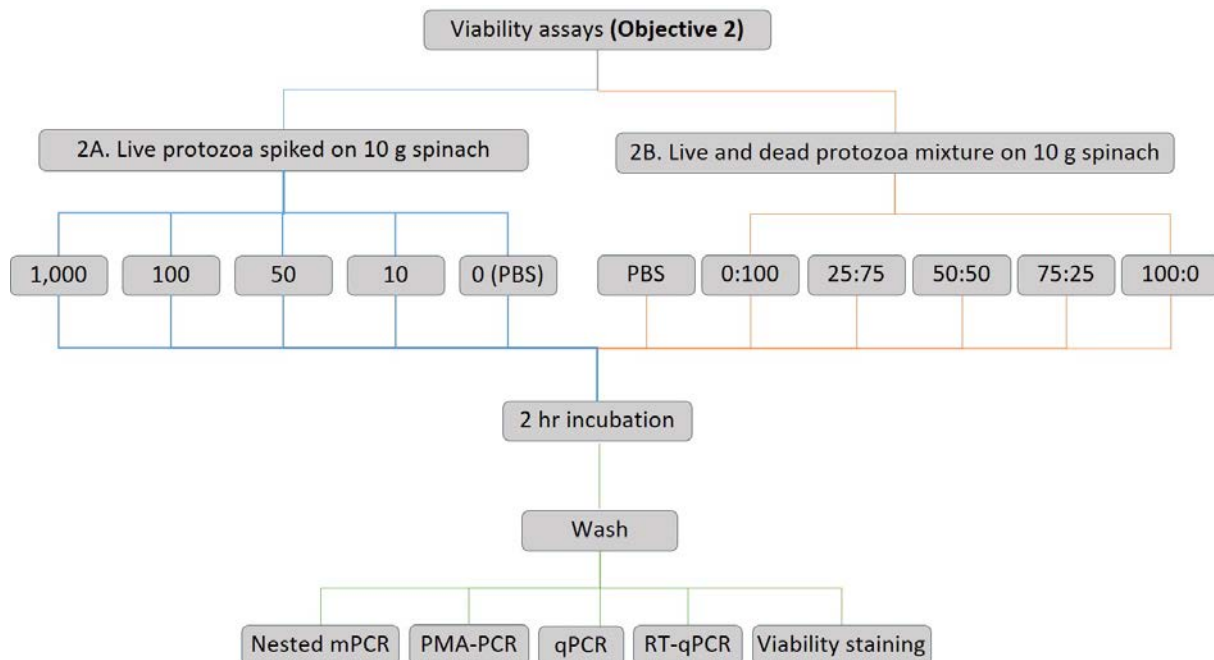 Viability assays (Objective 2)
2A. Live protozoa spiked on 10 g spinach
2B. Live and dead protozoa mixture on 10 g spinach
1,000
100
50
10
0 (PBS)
PBS
0:100
25:75
50:50
75:25
100:0
2 hr incubation
Wash
Nested mPCR
PMA-PCR
qPCR
RT-qPCR
Viability staining